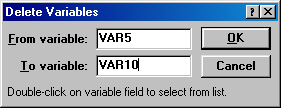 Delete Variables
From variable: VAR5 OK
To variable: VAR10 Cancel
Double-click on variable field to select from list.